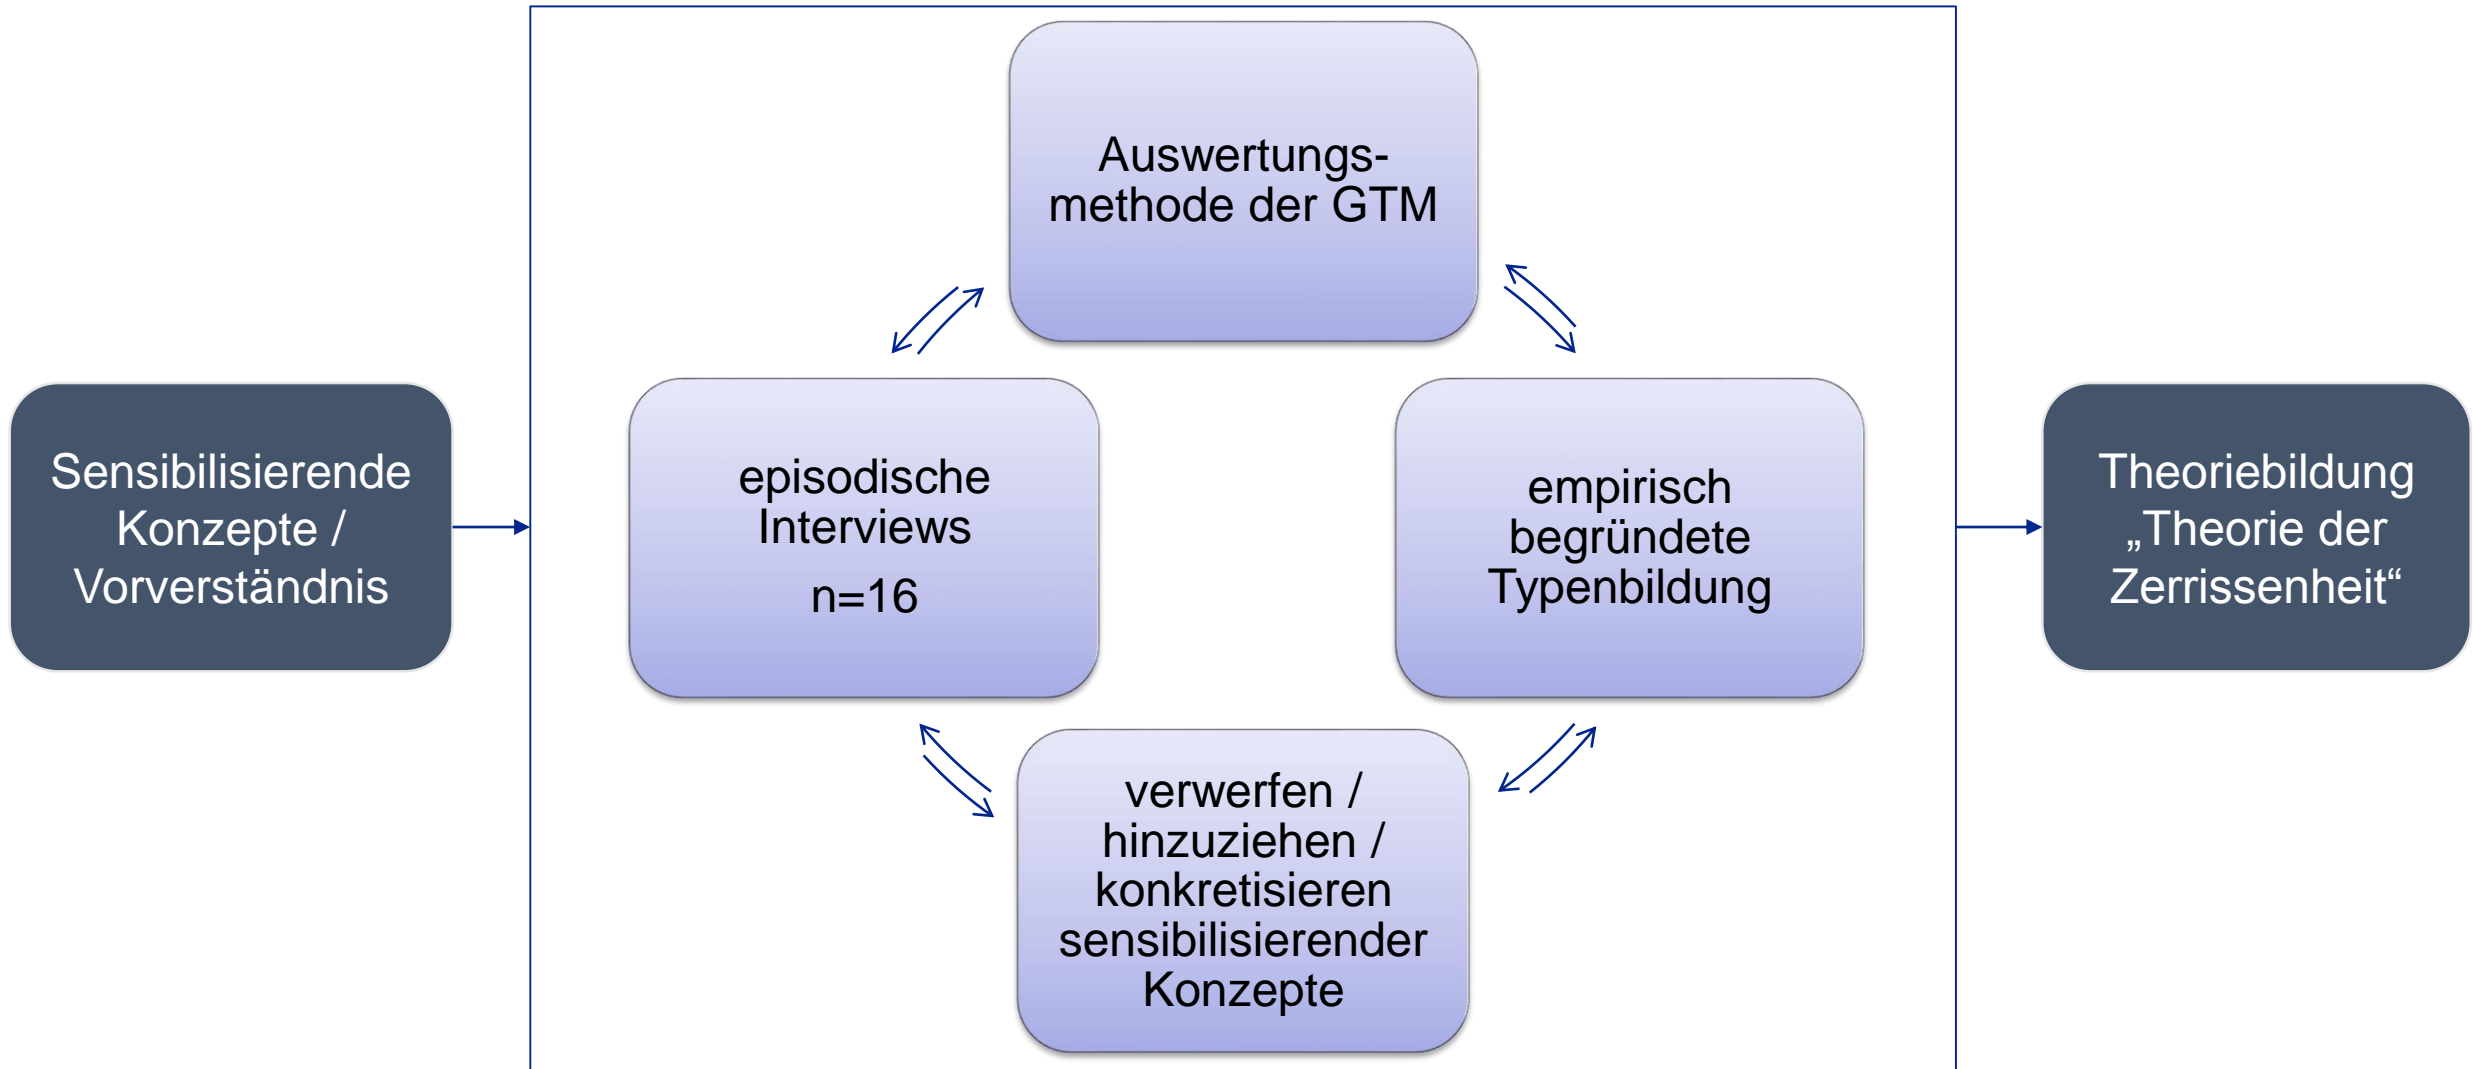 Auswertungs-
methode der GTM
Sensibilisierende
Konzepte /
Vorverständnis
episodische
Interviews
n=16
empirisch
begründete
Typenbildung
Theoriebildung
„Theorie der
Zerrissenheit“
verwerfen /
hinzuziehen /
konkretisieren
sensibilisierender
Konzepte